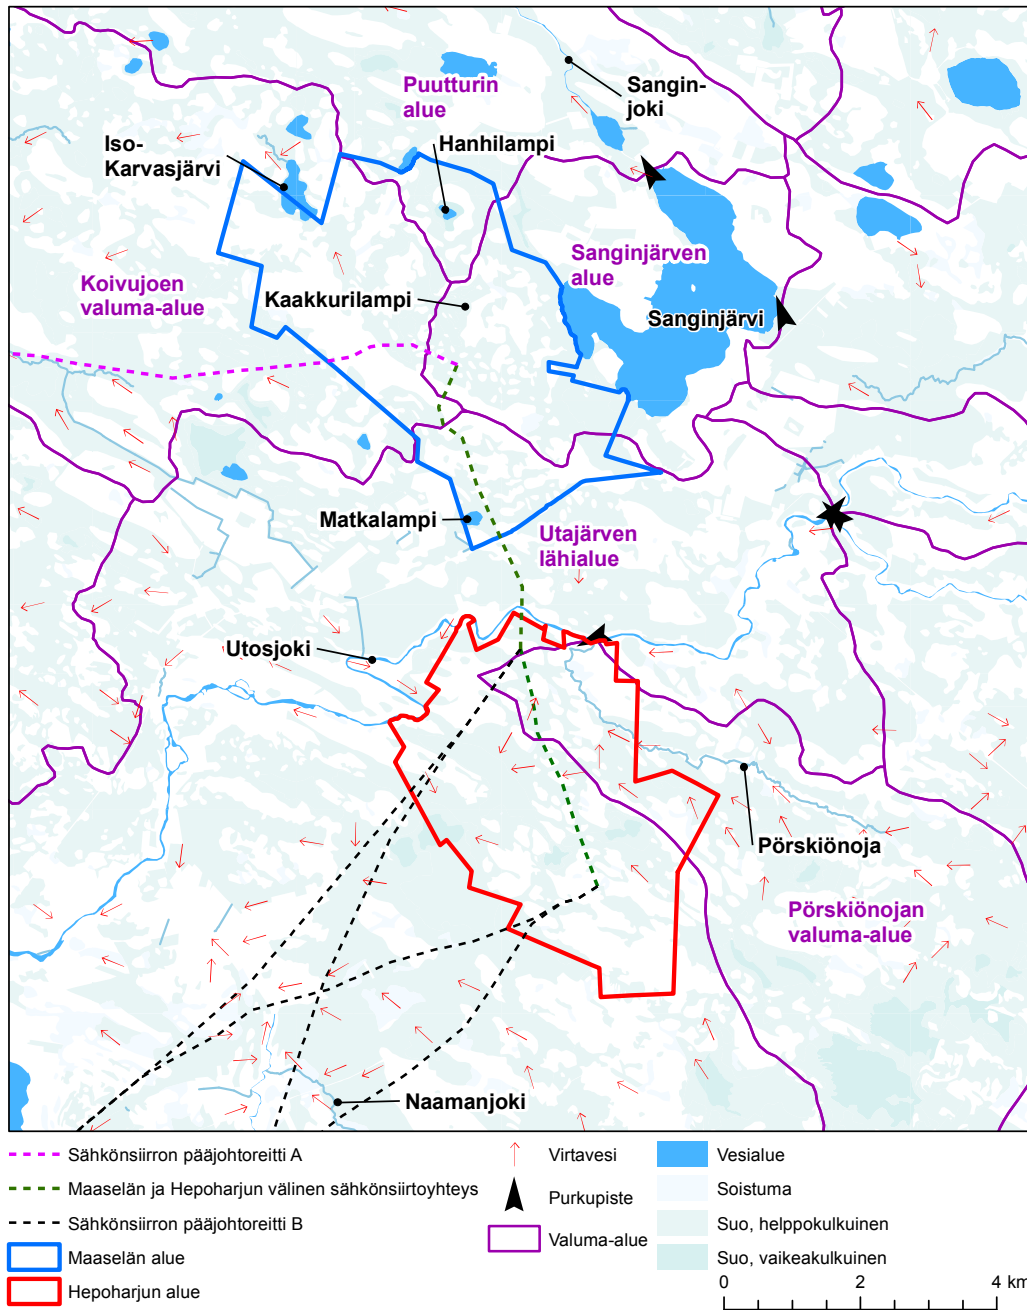 Puutturin
alue
Sangin-
joki
Iso-
Karvasjärvi
Hanhilampi
Koivujoen
valuma-alue
Kaakkurilampi
Sanginjärven
alue
Sanginjärvi
Matkalampi
Utajärven
lähialue
Utosjoki
Pörskiönoja
Pörskiönojan
valuma-alue
Naamanjoki
Sähkönsiirron pääjohtoreitti A
Maaselän ja Hepoharjun välinen sähkönsiirtoyhteys
Sähkönsiirron pääjohtoreitti B
Maaselän alue
Hepoharjun alue
Virtavesi
Purkupiste
Valuma-alue
Vesialue
Soistuma
Suo, helppokulkuinen
Suo, vaikeakulkuinen
0 2 4 km